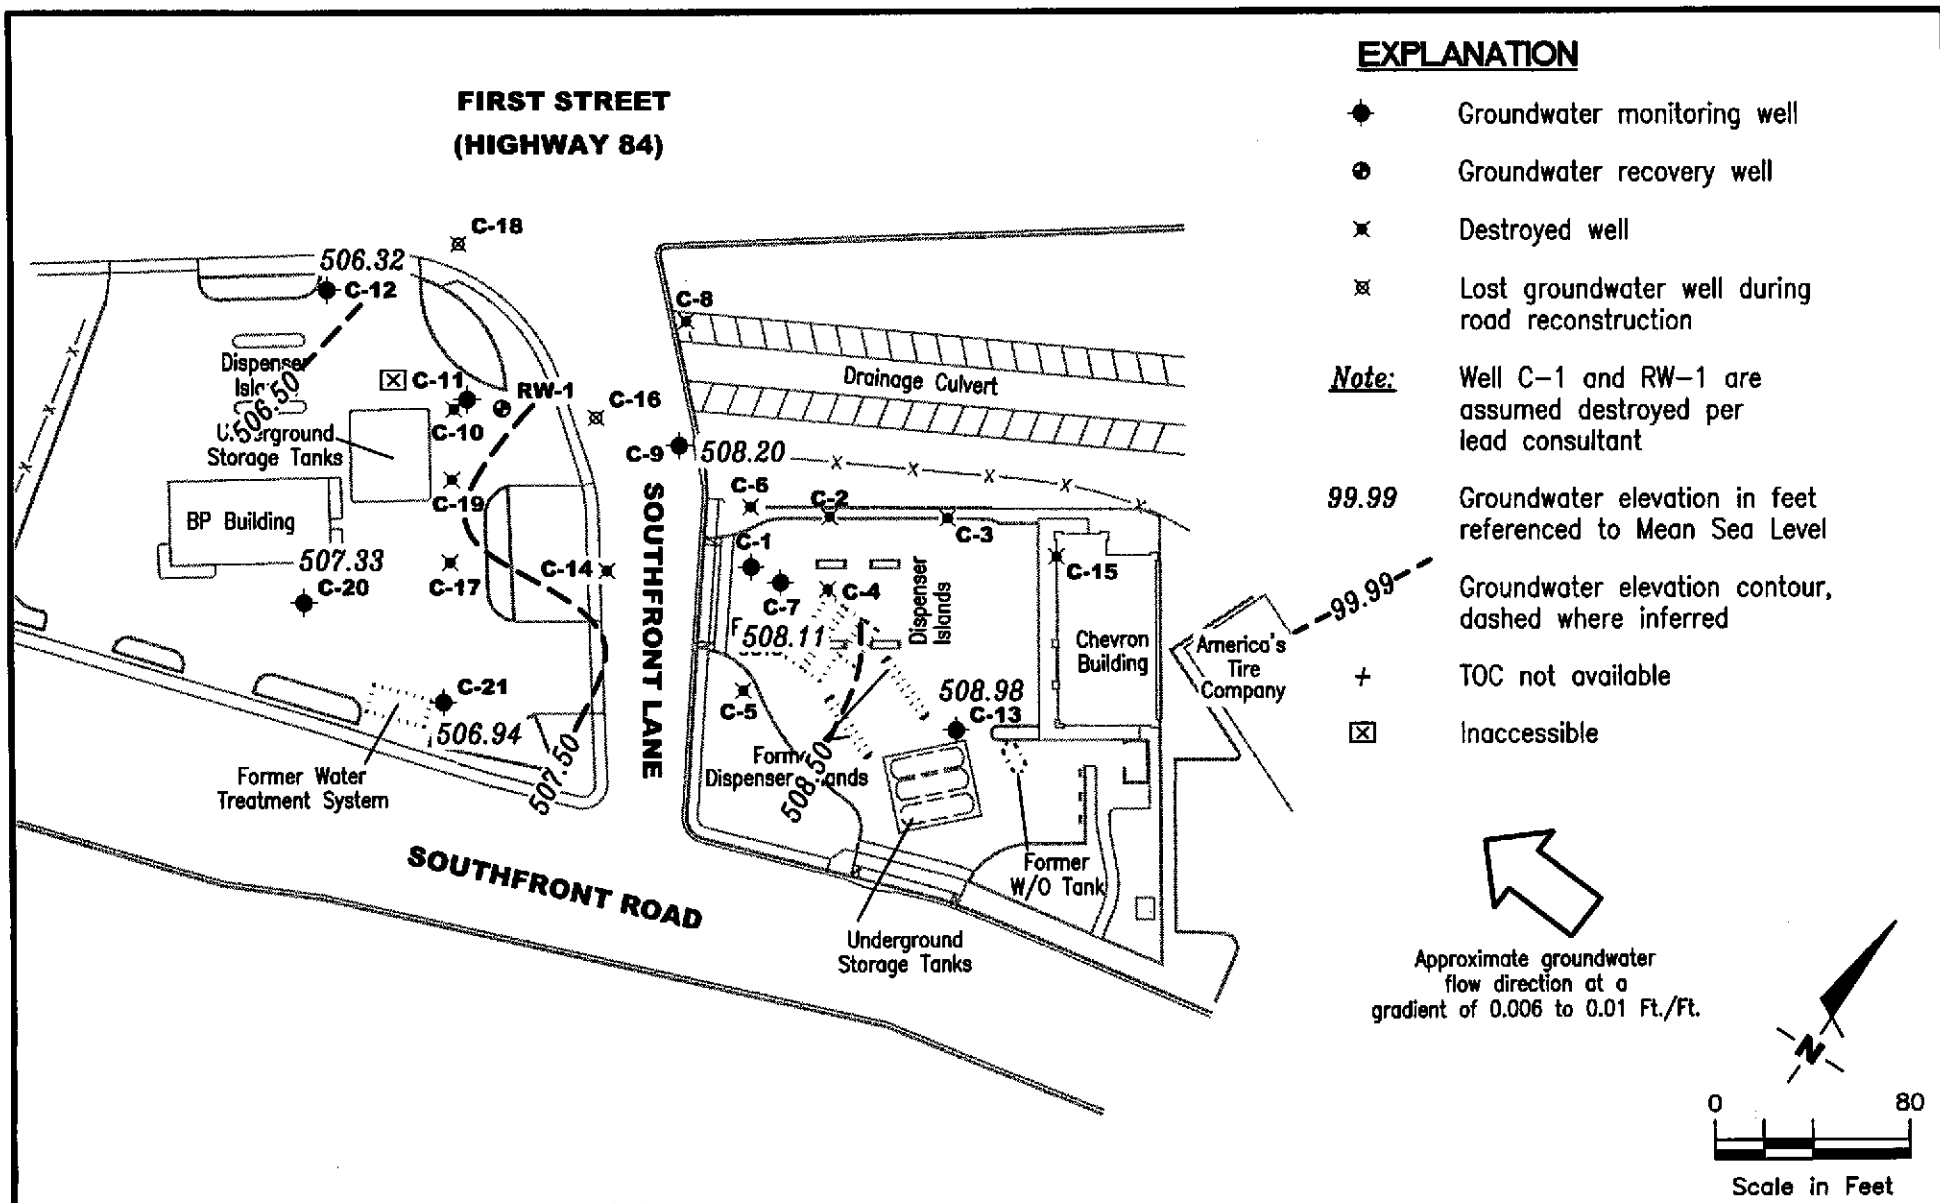 EXPLANATION
Groundwater monitoring well
Groundwater recovery well
Destroyed well
Lost groundwater well during
road reconstruction
Note: Well C-1 and RW-1 are
assumed destroyed per
lead consultant
99.99 Groundwater elevation in feet
referenced to Mean Sea Level
99.99 Groundwater elevation contour,
dashed where inferred
+ TOC not available
Inaccessible
FIRST STREET
(HIGHWAY 84)
C-18
506.32
C-12
C-8
Dispenser
506.50
C-11
RW-1
C-16
Drainage Culvert
Storage Tanks
C-10
C-9
508.20
C-19
C-6
C-2
C-3
BP Building
SOUTHFRONT LANE
507.33
C-20
C-17
C-14
C-1
C-7
C-4
Dispenser
Islands
C-15
508.11
Chevron
Building
America's
Tire
Company
C-21
506.94
C-5
508.98
C-13
507.50
508.50
Former Water
Treatment System
SOUTHFRONT ROAD
Former
W/O Tank
Underground
Storage Tanks
Approximate groundwater
flow direction at a
gradient of 0.006 to 0.01 Ft./Ft.
N
0 80
Scale in Feet